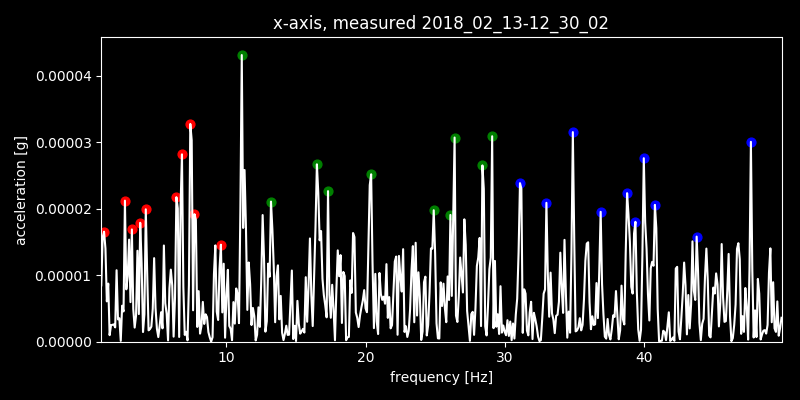 x-axis, measured 2018_02_13-12_30_02
0.00004
0.00003
0.00002
0.00001
0.00000
acceleration [g]
10 20 30 40
frequency [Hz]